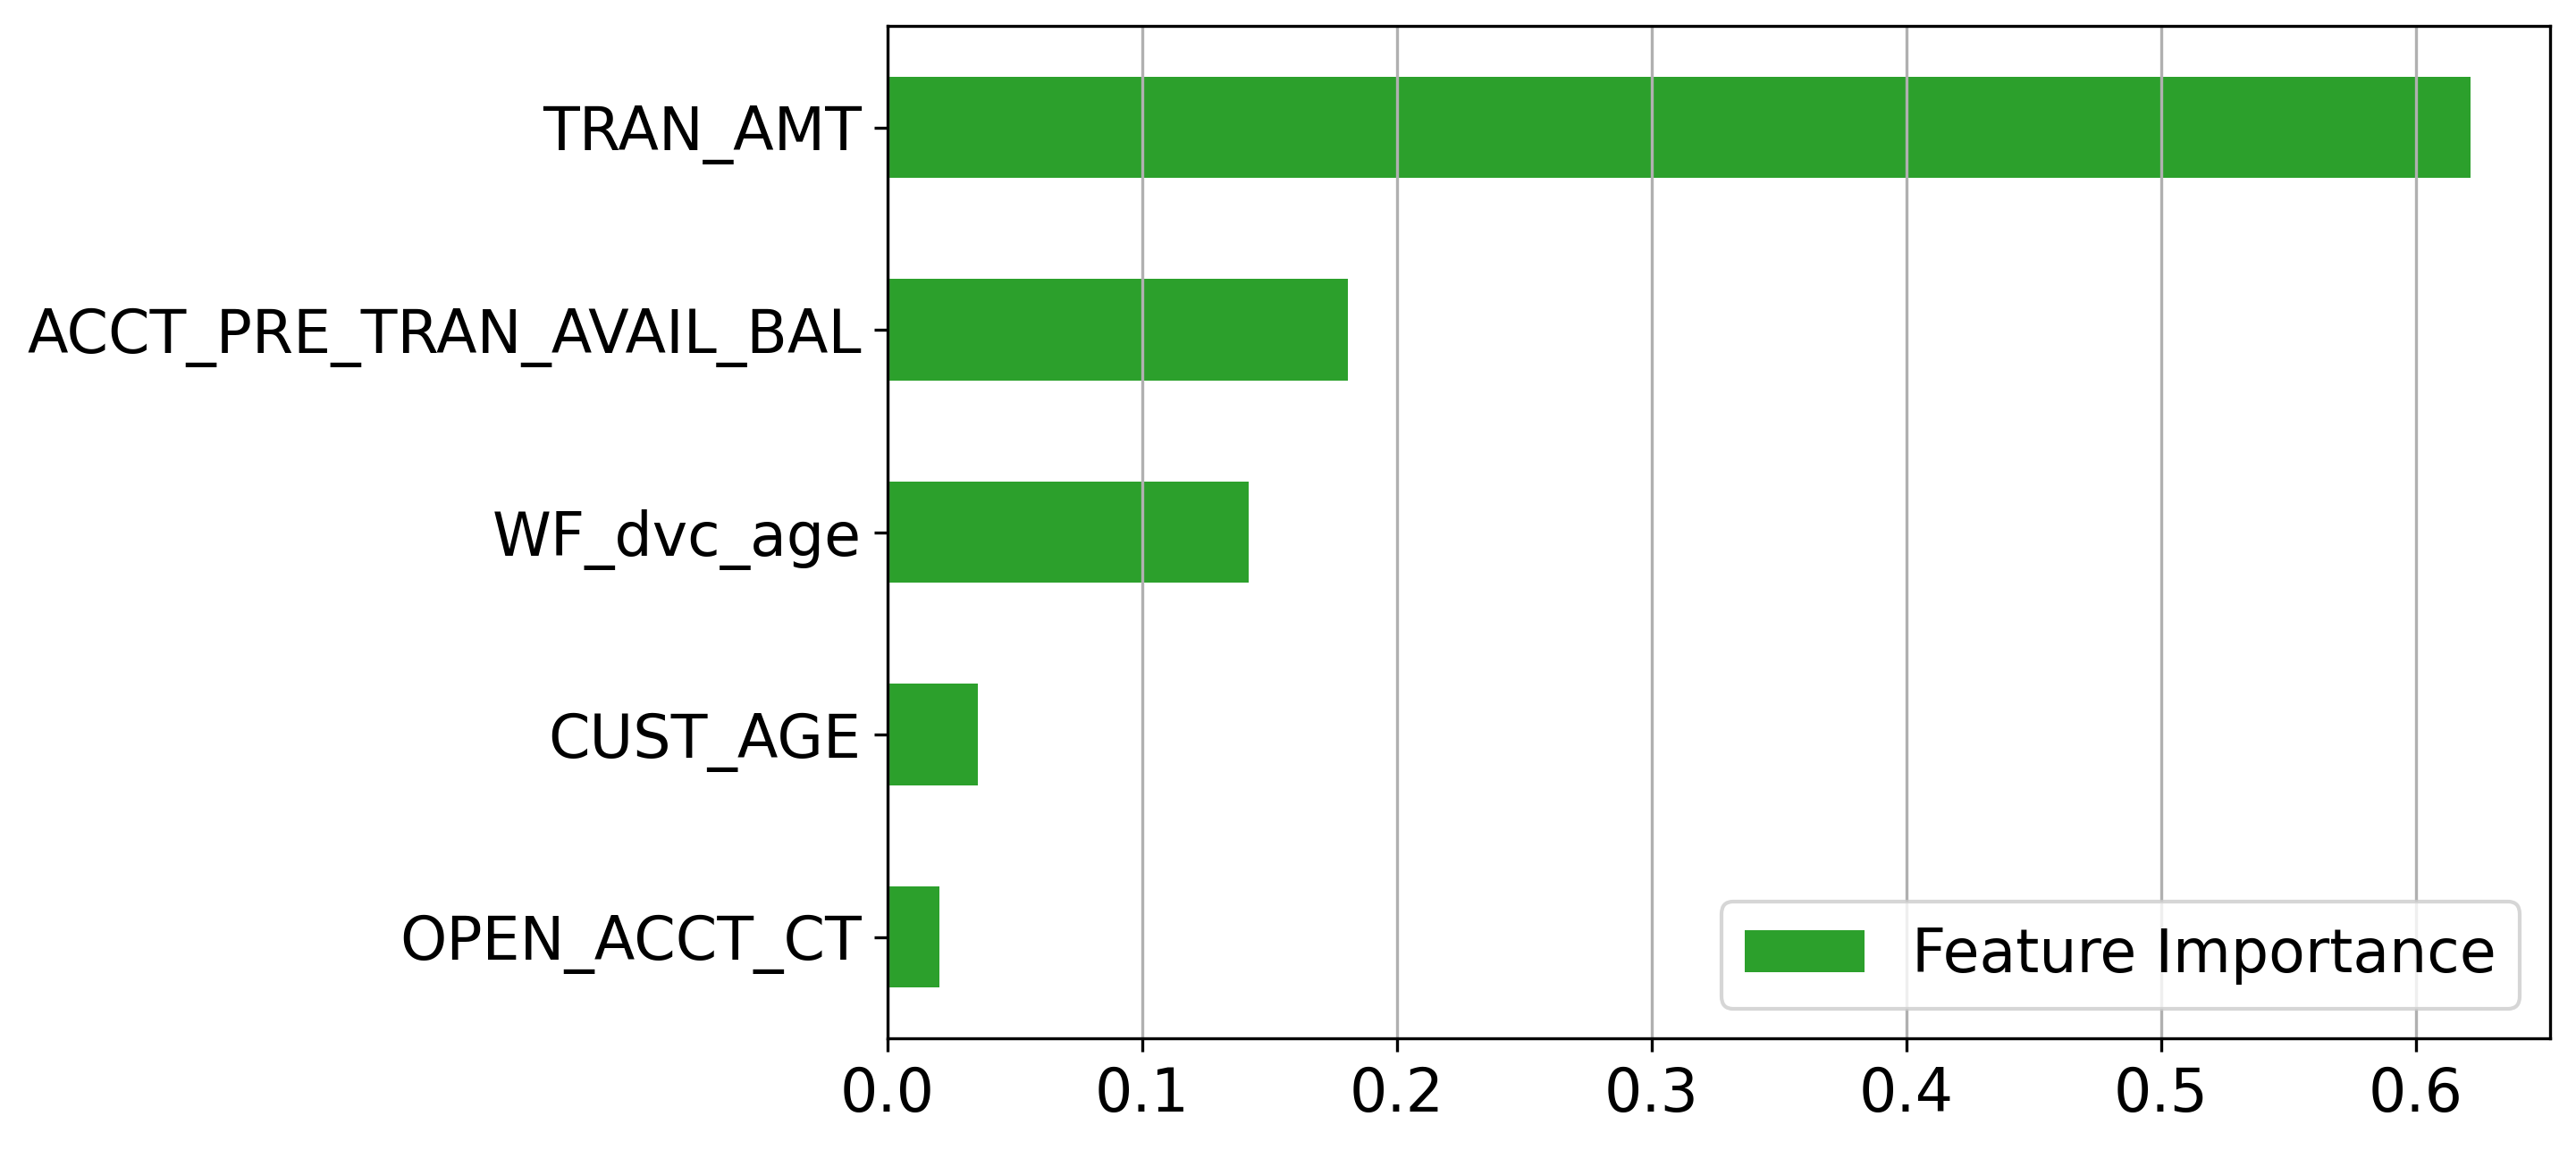 TRAN_AMT
ACCT_PRE_TRAN_AVAIL_BAL
WF_dvc_age
CUST_AGE
OPEN_ACCT_CT
Feature Importance
0.0 0.1 0.2 0.3 0.4 0.5 0.6